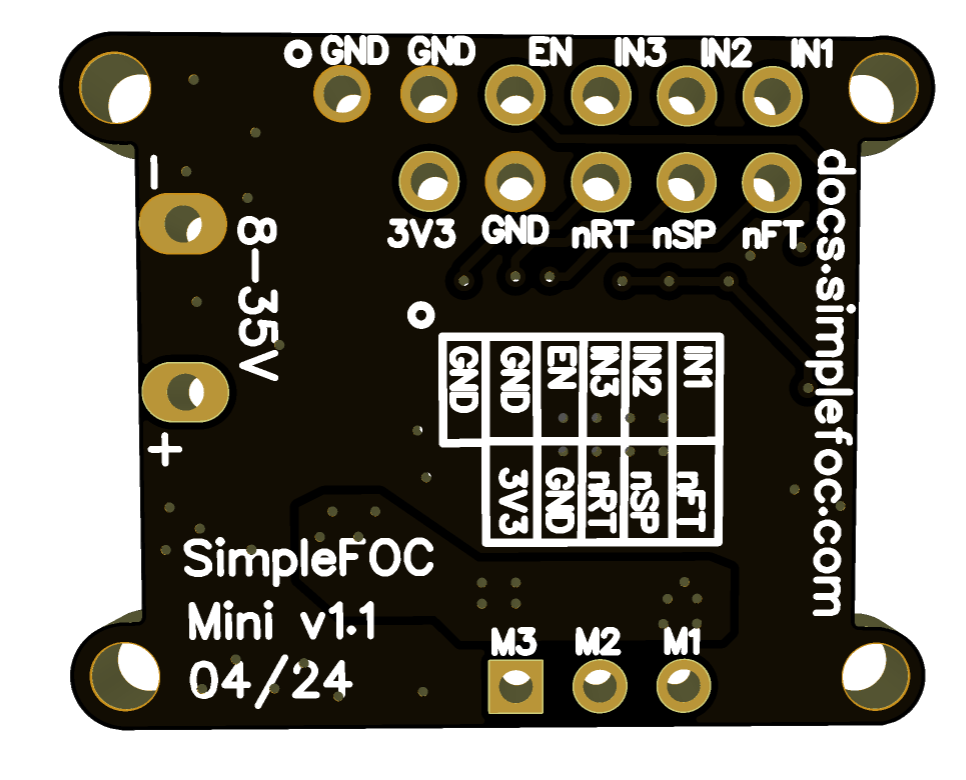 GND GND EN IN3 IN2 IN1
3V3 GND nRT nSP nFT
-
8-35V
+
docs.simplefoc.com
GND GND EN IN3 IN2 IN1
3V3 GND nRT nSP nFT
SimpleFOC
Mini v1.1
04/24
M3 M2 M1